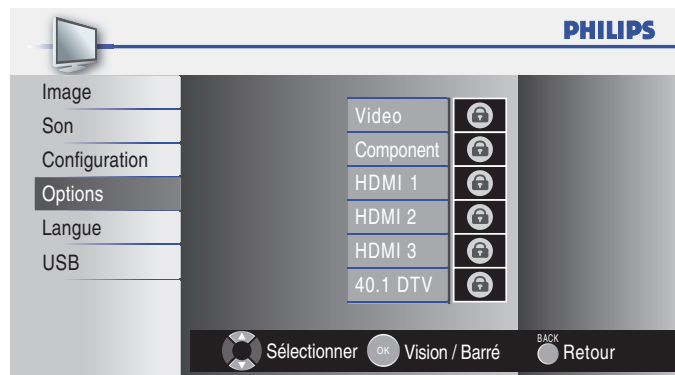 PHILIPS
Image
Son
Configuration
Options
Langue
USB
Video
Component
HDMI 1
HDMI 2
HDMI 3
40.1 DTV
Sélectionner OK Vision / Barré BACK Retour